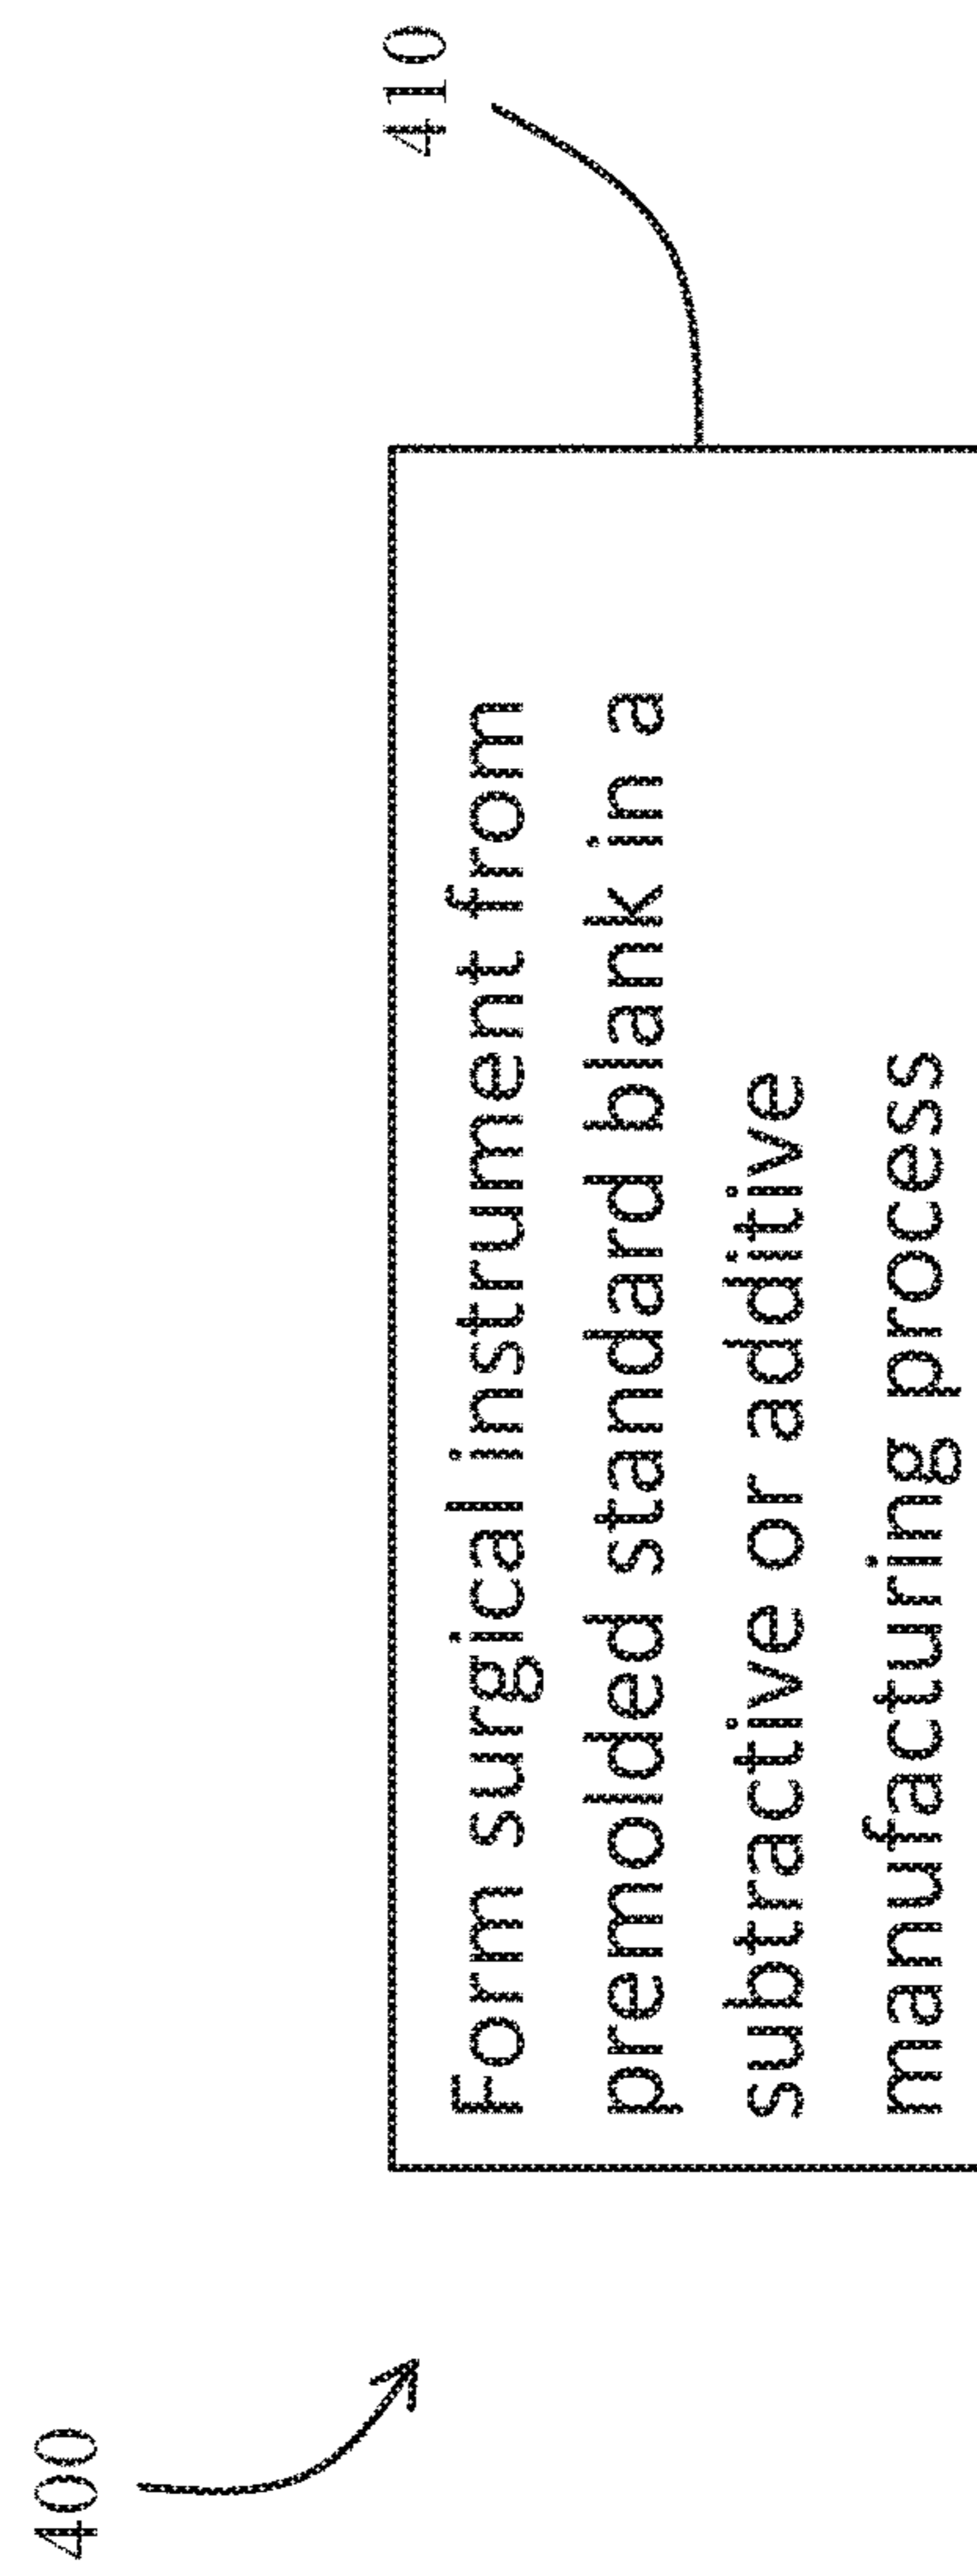 400
410
Form surgical instrument from
premolded standard blank in a
subtractive or additive
manufacturing process